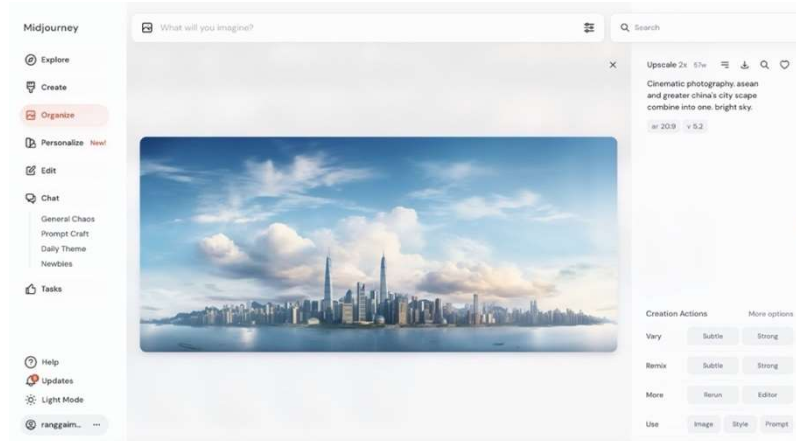 Midjourney
What will you imagine?
Search
Explore
Create
Organize
Personalize New!
Edit
Chat
General Chaos
Prompt Craft
Daily Theme
Newbies
Tasks
Help
Updates
Light Mode
ranggaim... ...
Upscale 2x 57w
Cinematic photography. asean
and greater china's city scape
combine into one. bright sky.
ar 20:9 v 5.2
Creation Actions More options
Vary Subtle Strong
Remix Subtle Strong
More Rerun Editor
Use Image Style Prompt